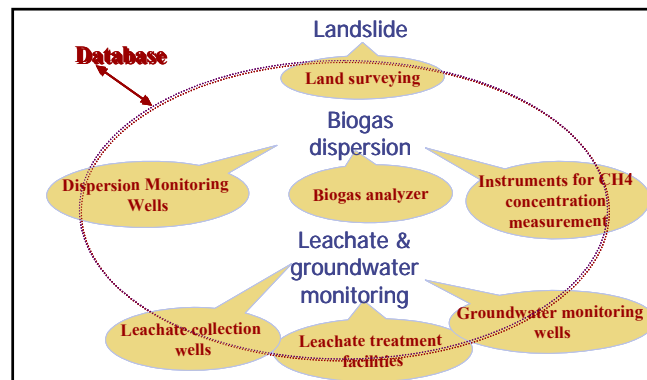 Landslide
Database
Land surveying
Biogas
dispersion
Dispersion Monitoring
Wells
Biogas analyzer
Instruments for CH4
concentration
measurement
Leachate &
groundwater
monitoring
Leachate collection
wells
Leachate treatment
facilities
Groundwater monitoring
wells